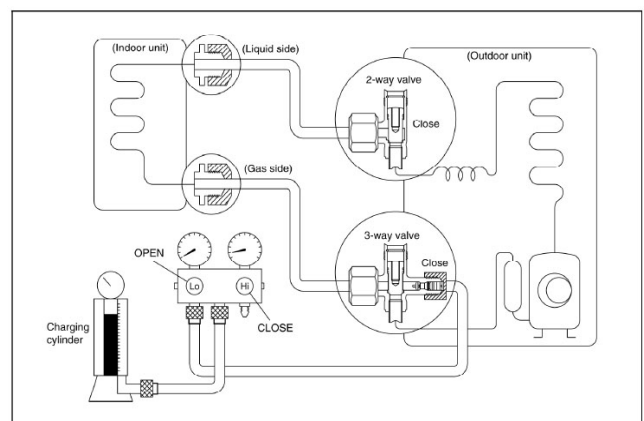 (Indoor unit)
(Liquid side)
(Outdoor unit)
2-way valve
Close
(Gas side)
3-way valve
Close
OPEN
Lo
Hi
CLOSE
Charging
cylinder